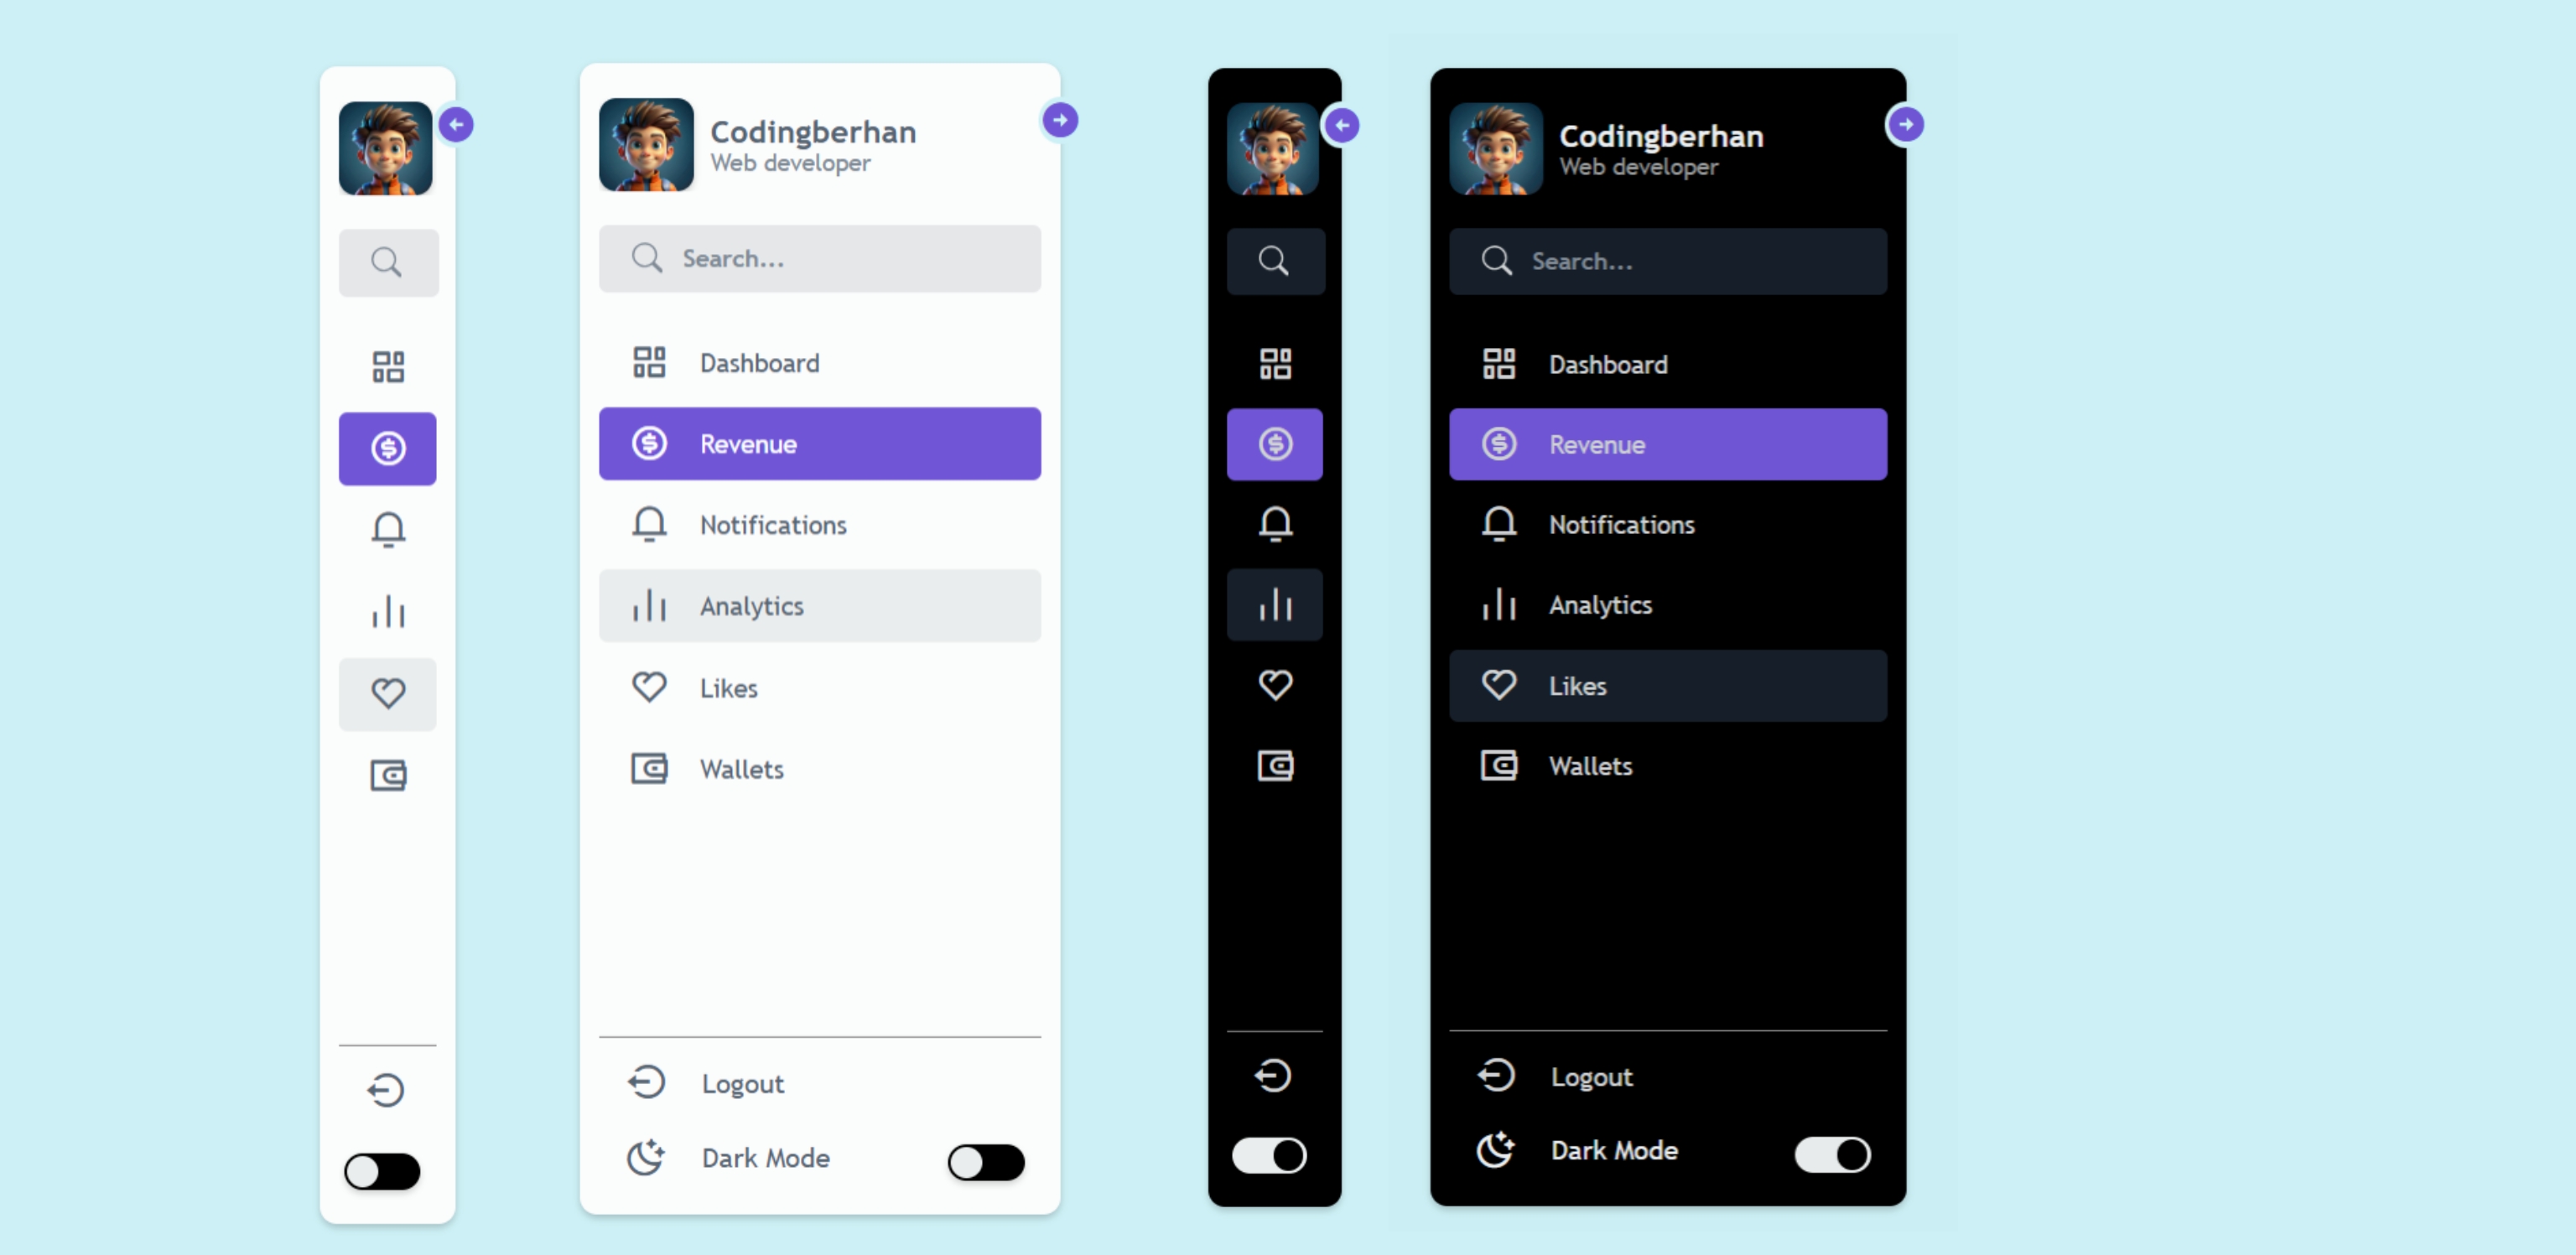 Codingberhan
Web developer
Search...
Dashboard
Revenue
Notifications
Analytics
Likes
Wallets
Logout
Dark Mode
Codingberhan
Web developer
Search...
Dashboard
Revenue
Notifications
Analytics
Likes
Wallets
Logout
Dark Mode